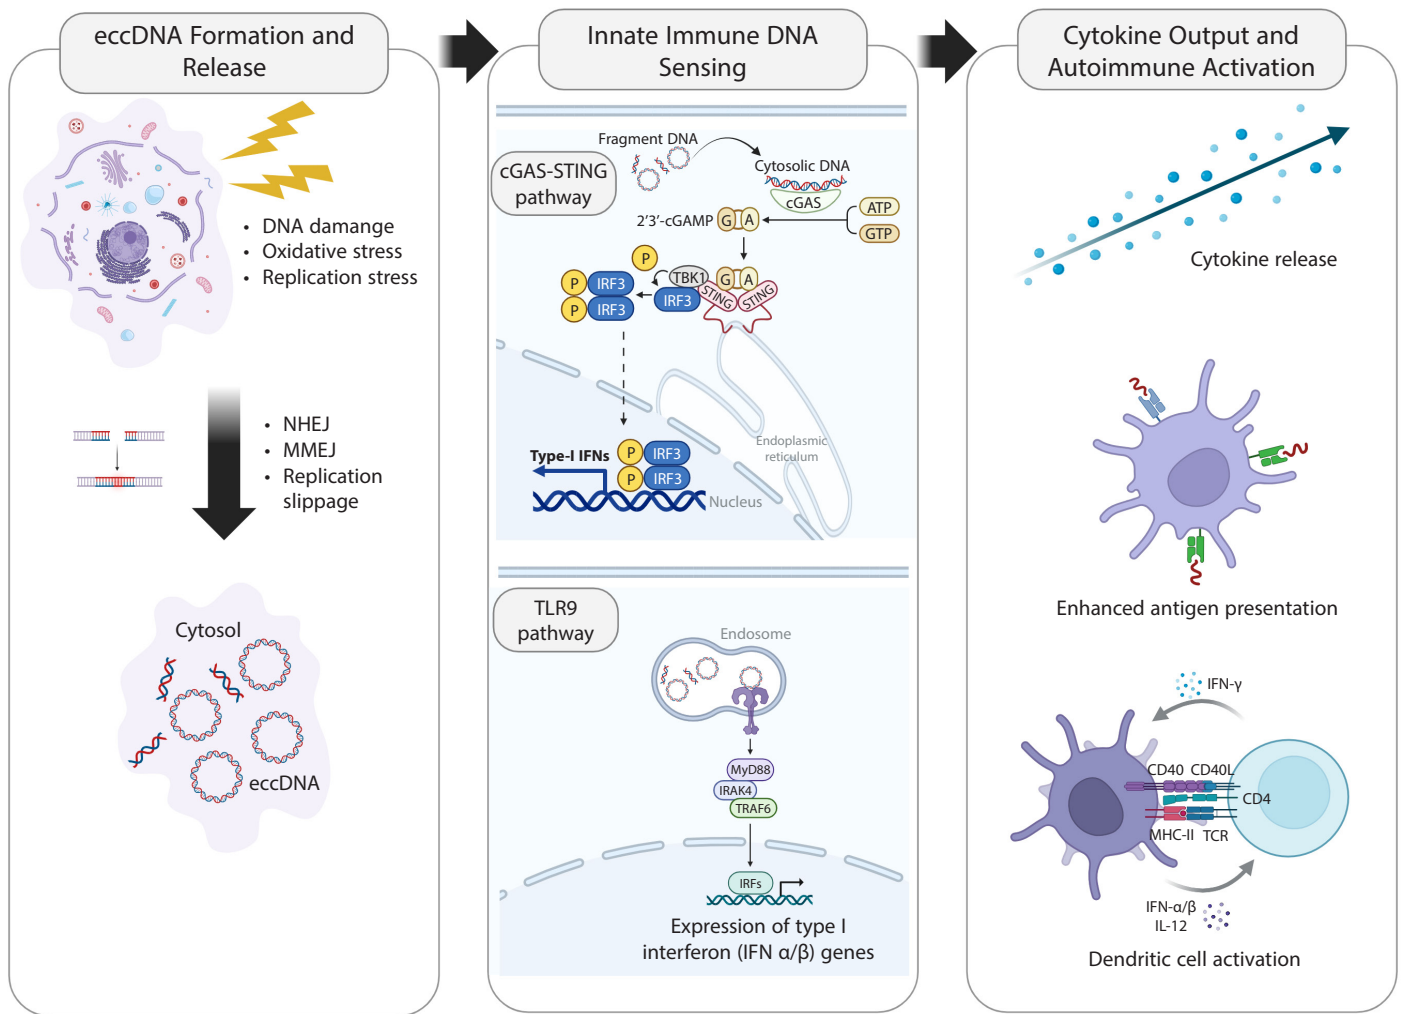 eccDNA Formation and
Release
• DNA damange
• Oxidative stress
• Replication stress
• NHEJ
• MMEJ
• Replication
slippage
Cytosol
eccDNA
Innate Immune DNA
Sensing
cGAS-STING
pathway
Fragment DNA
Cytosolic DNA
cGAS
ATP
GTP
2'3'-cGAMP
G A
P
TBK1
G A
STING
STING
IRF3
P IRF3
P IRF3
Endoplasmic
reticulum
Type-I IFNs
P IRF3
P IRF3
Nucleus
TLR9
pathway
Endosome
MyD88
IRAK4
TRAF6
IRFs
Expression of type I
interferon (IFN α/β) genes
Cytokine Output and
Autoimmune Activation
Cytokine release
Enhanced antigen presentation
IFN-γ
CD40 CD40L
CD4
MHC-II TCR
IFN-α/β
IL-12
Dendritic cell activation